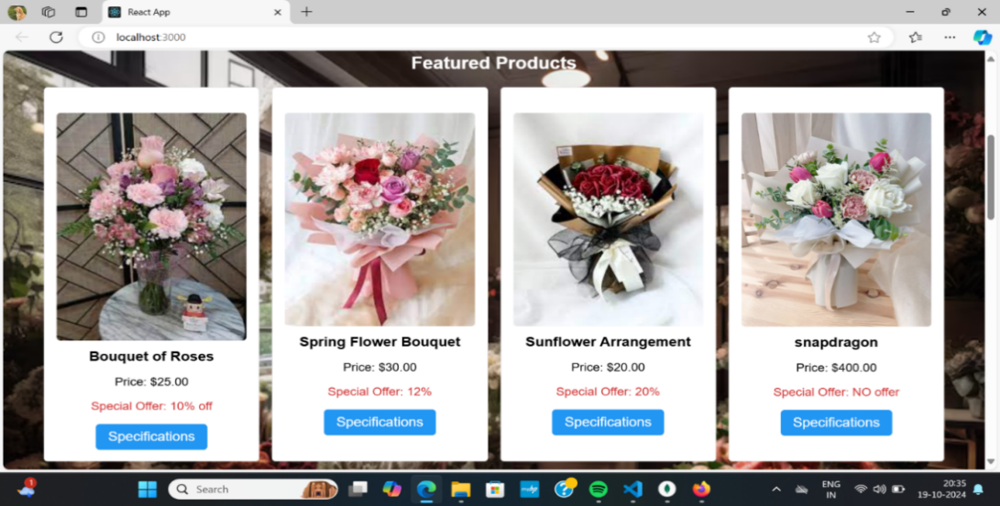 React App
localhost:3000
Featured Products
Bouquet of Roses
Price: $25.00
Special Offer: 10% off
Specifications
Spring Flower Bouquet
Price: $30.00
Special Offer: 12%
Specifications
Sunflower Arrangement
Price: $20.00
Special Offer: 20%
Specifications
snapdragon
Price: $400.00
Special Offer: NO offer
Specifications
1
Search
ENG
IN
20:35
19-10-2024